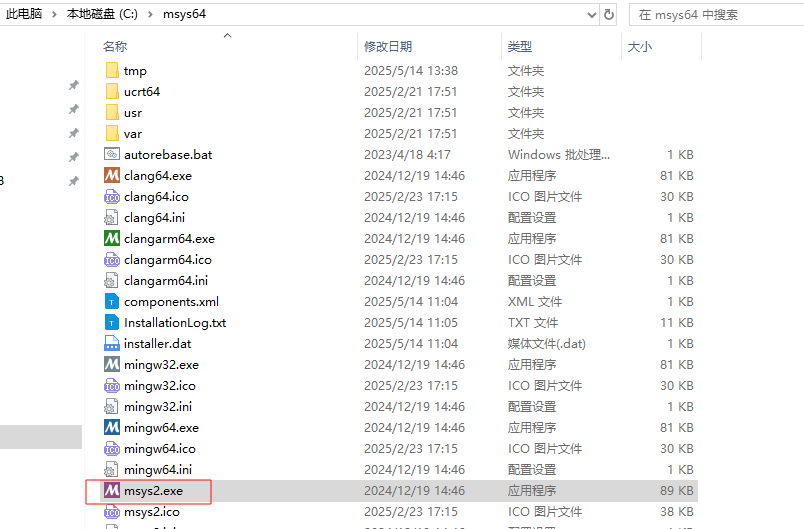 此电脑 > 本地磁盘 (C:) > msys64 在 msys64 中搜索
名称 修改日期 类型 大小
tmp 2025/5/14 13:38 文件夹
ucrt64 2025/2/21 17:51 文件夹
usr 2025/2/21 17:51 文件夹
var 2025/2/21 17:51 文件夹
autorebase.bat 2023/4/18 4:17 Windows 批处理... 1 KB
clang64.exe 2024/12/19 14:46 应用程序 81 KB
clang64.ico 2025/2/23 17:15 ICO 图片文件 30 KB
clang64.ini 2024/12/19 14:46 配置设置 1 KB
clangarm64.exe 2024/12/19 14:46 应用程序 81 KB
clangarm64.ico 2025/2/23 17:15 ICO 图片文件 30 KB
clangarm64.ini 2024/12/19 14:46 配置设置 1 KB
components.xml 2025/5/14 11:04 XML 文件 1 KB
InstallationLog.txt 2025/5/14 11:05 TXT 文件 11 KB
installer.dat 2025/5/14 11:04 媒体文件(.dat) 1 KB
mingw32.exe 2024/12/19 14:46 应用程序 81 KB
mingw32.ico 2025/2/23 17:15 ICO 图片文件 30 KB
mingw32.ini 2024/12/19 14:46 配置设置 1 KB
mingw64.exe 2024/12/19 14:46 应用程序 81 KB
mingw64.ico 2025/2/23 17:15 ICO 图片文件 30 KB
mingw64.ini 2024/12/19 14:46 配置设置 1 KB
msys2.exe 2024/12/19 14:46 应用程序 89 KB
msys2.ico 2025/2/23 17:15 ICO 图片文件 38 KB